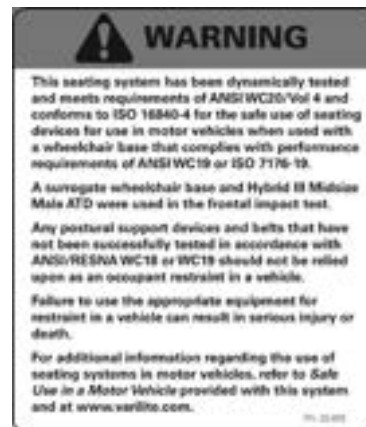 WARNING
This seating system has been dynamically tested
and meets requirements of ANSI WC20/Vol 4 and
conforms to ISO 16840-4 for the safe use of seating
devices for use in motor vehicles when used with
a wheelchair base that complies with performance
requirements of ANSI WC19 or ISO 7176-19.
A surrogate wheelchair base and Hybrid III Midsize
Male ATD were used in the frontal impact test.
Any postural support devices and belts that have
not been successfully tested in accordance with
ANSI/RESNA WC18 or WC19 should not be relied
upon as an occupant restraint in a vehicle.
Failure to use the appropriate equipment for
restraint in a vehicle can result in serious injury or
death.
For additional information regarding the use of
seating systems in motor vehicles, refer to Safe
Use in a Motor Vehicle provided with this system
and at www.varilite.com.